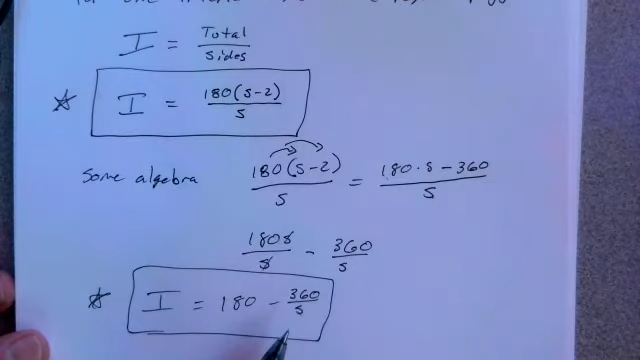 I = Total/sides
☆ I = 180(s-2)/s
Some algebra 180(s-2)/s = 180·s-360/s
180s/s - 360/s
☆ I = 180 - 360/s